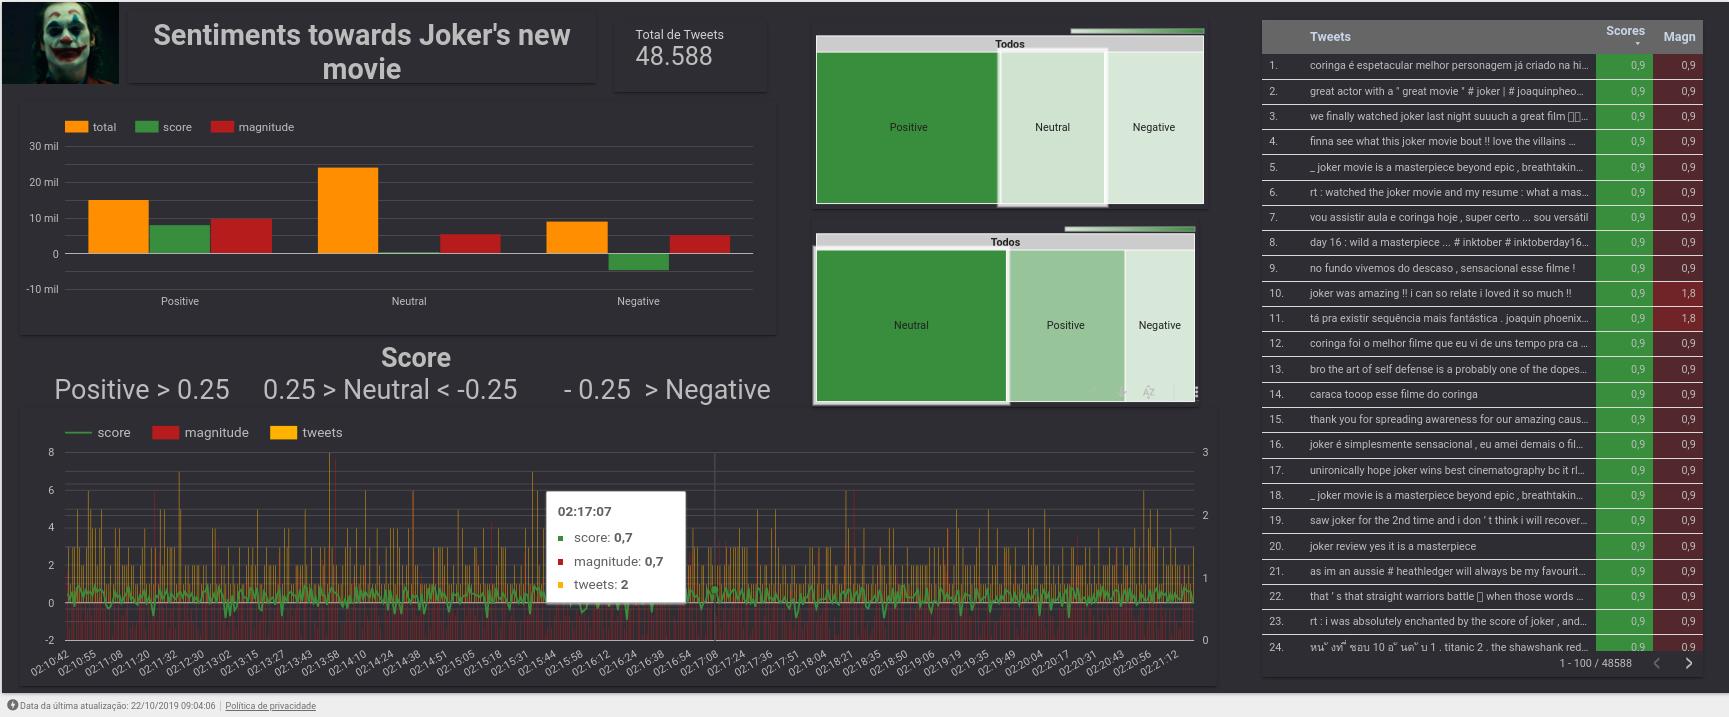 Sentiments towards Joker's new
movie
Total de Tweets
48.588
total score magnitude
30 mil
20 mil
10 mil
0
-10 mil
Positive Neutral Negative
Score
Positive > 0.25 0.25 > Neutral < -0.25 - 0.25 > Negative
score magnitude tweets
8
6
4
2
0
-2
3
2
1
0
02:17:07
score: 0,7
magnitude: 0,7
tweets: 2
02:10:42 02:10:55 02:11:08 02:11:20 02:11:32 02:12:30 02:13:02 02:13:15 02:13:27 02:13:43 02:13:58 02:14:10 02:14:24 02:14:38 02:14:51 02:15:05 02:15:18 02:15:31 02:15:44 02:15:58 02:16:12 02:16:24 02:16:38 02:16:54 02:17:08 02:17:24 02:17:36 02:17:51 02:18:04 02:18:21 02:18:35 02:18:50 02:19:06 02:19:19 02:19:35 02:19:49 02:20:04 02:20:17 02:20:31 02:20:43 02:20:56 02:21:12
Todos
Positive Neutral Negative
Todos
Neutral Positive Negative
Tweets Scores Magn
1. coringa é espetacular melhor personagem já criado na hi... 0,9 0,9
2. great actor with a " great movie " # joker | # joaquinpheo... 0,9 0,9
3. we finally watched joker last night suuuch a great film ▯▯... 0,9 0,9
4. finna see what this joker movie bout !! love the villains ... 0,9 0,9
5. _ joker movie is a masterpiece beyond epic , breathtakin... 0,9 0,9
6. rt : watched the joker movie and my resume : what a mas... 0,9 0,9
7. vou assistir aula e coringa hoje , super certo ... sou versátil 0,9 0,9
8. day 16 : wild a masterpiece ... # inktober # inktoberday16... 0,9 0,9
9. no fundo vivemos do descaso , sensacional esse filme ! 0,9 0,9
10. joker was amazing !! i can so relate i loved it so much !! 0,9 1,8
11. tá pra existir sequência mais fantástica . joaquin phoenix... 0,9 1,8
12. coringa foi o melhor filme que eu vi de uns tempo pra ca ... 0,9 0,9
13. bro the art of self defense is a probably one of the dopes... 0,9 0,9
14. caraca tooop esse filme do coringa 0,9 0,9
15. thank you for spreading awareness for our amazing caus... 0,9 0,9
16. joker é simplesmente sensacional , eu amei demais o fil... 0,9 0,9
17. unironically hope joker wins best cinematography bc it rl... 0,9 0,9
18. _ joker movie is a masterpiece beyond epic , breathtakin... 0,9 0,9
19. saw joker for the 2nd time and i don ' t think i will recover... 0,9 0,9
20. joker review yes it is a masterpiece 0,9 0,9
21. as im an aussie # heathledger will always be my favourit... 0,9 0,9
22. that ' s that straight warriors battle ▯ when those words ... 0,9 0,9
23. rt : i was absolutely enchanted by the score of joker , and... 0,9 0,9
24. หน ั งที่ ชอบ 10 อ ั นด ั บ 1 . titanic 2 . the shawshank red... 0,9 0,9
1 - 100 / 48588
Data da última atualização: 22/10/2019 09:04:06 | Política de privacidade